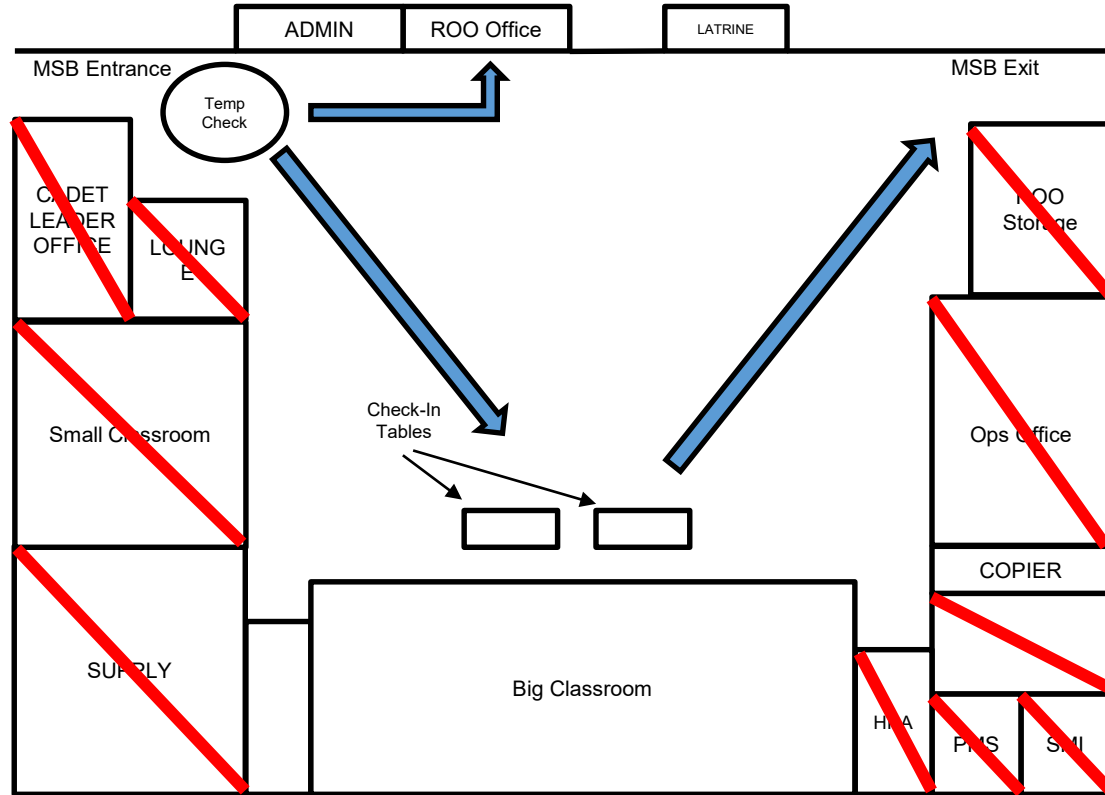 ADMIN
ROO Office
LATRINE
MSB Entrance
MSB Exit
Temp
Check
CADET
LEADER
OFFICE
LOUNG
E
ROO
Storage
Check-In
Tables
Small Classroom
Ops Office
COPIER
SUPPLY
Big Classroom
HRA
PMS
SMI